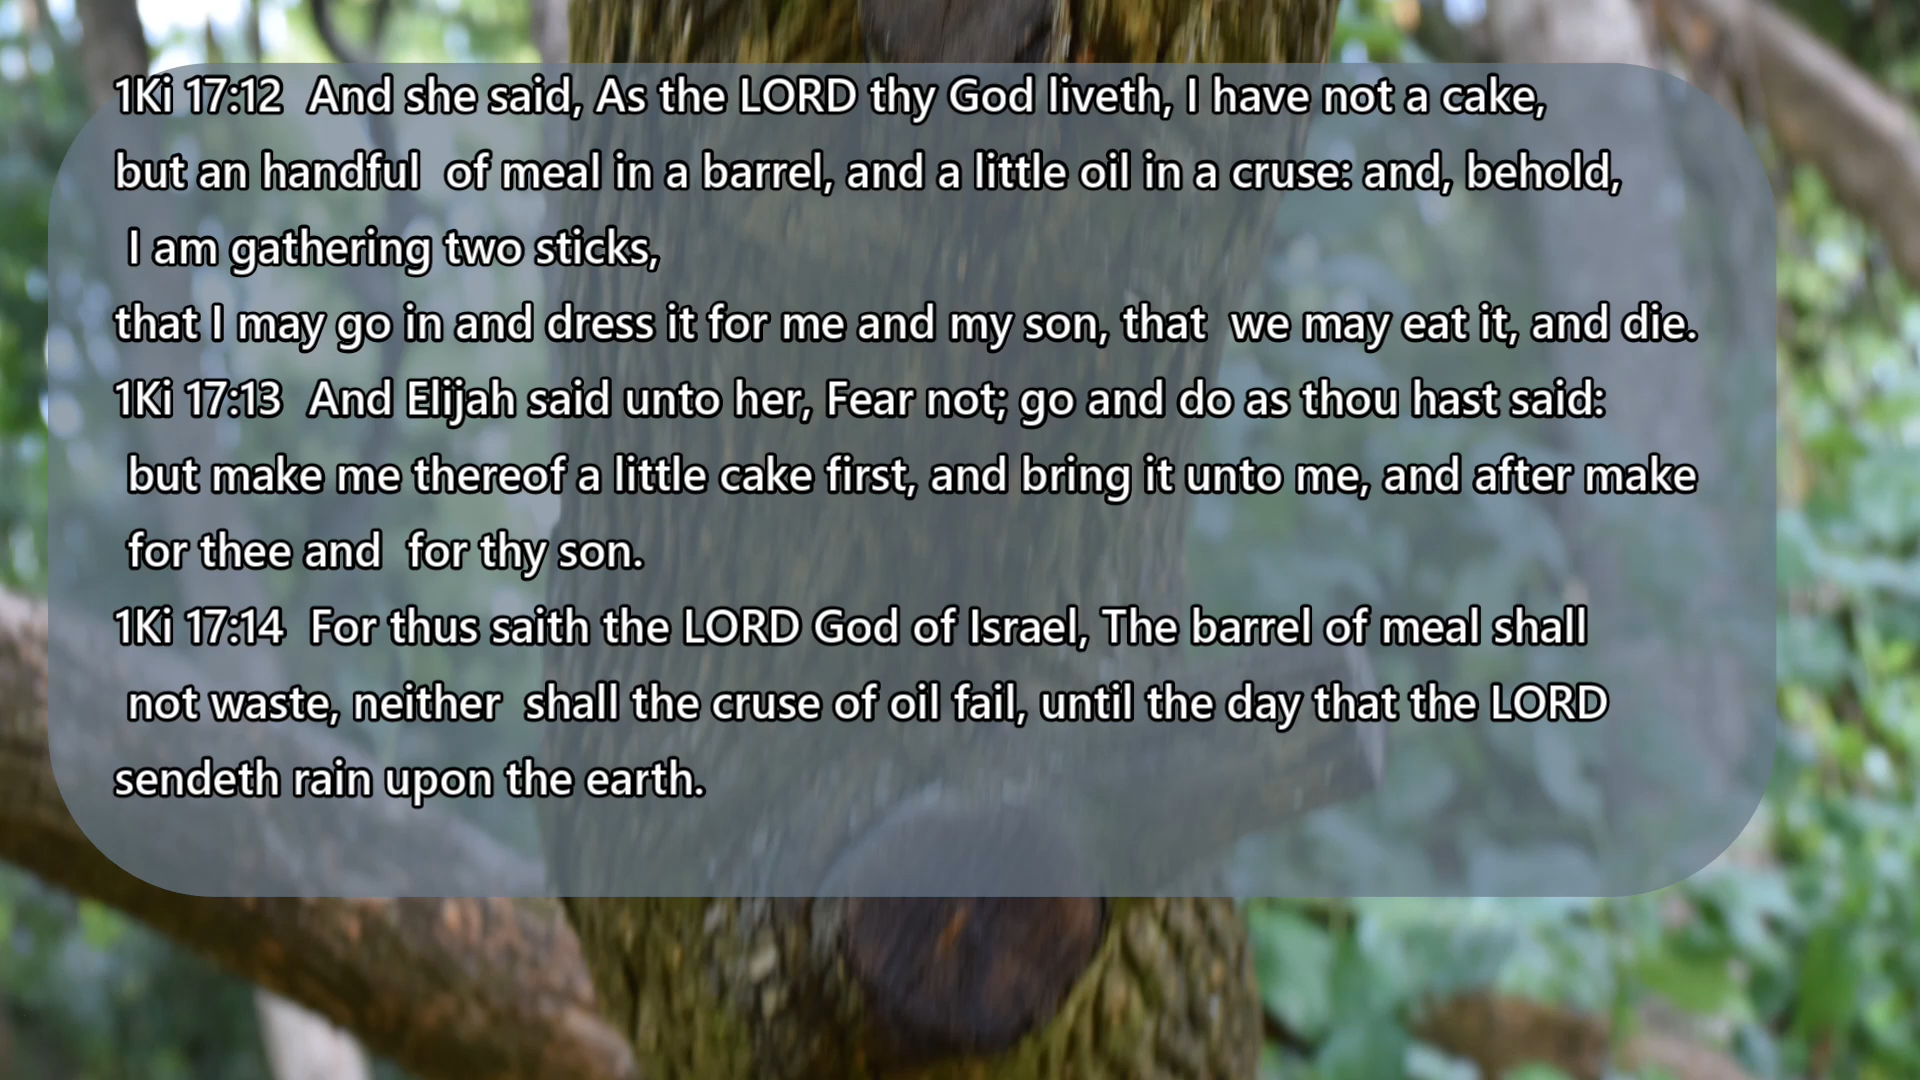 1Ki 17:12  And she said, As the LORD thy God liveth, I have not a cake,
but an handful  of meal in a barrel, and a little oil in a cruse: and, behold,
I am gathering two sticks,
that I may go in and dress it for me and my son, that  we may eat it, and die.
1Ki 17:13  And Elijah said unto her, Fear not; go and do as thou hast said:
but make me thereof a little cake first, and bring it unto me, and after make
for thee and  for thy son.
1Ki 17:14  For thus saith the LORD God of Israel, The barrel of meal shall
not waste, neither  shall the cruse of oil fail, until the day that the LORD
sendeth rain upon the earth.